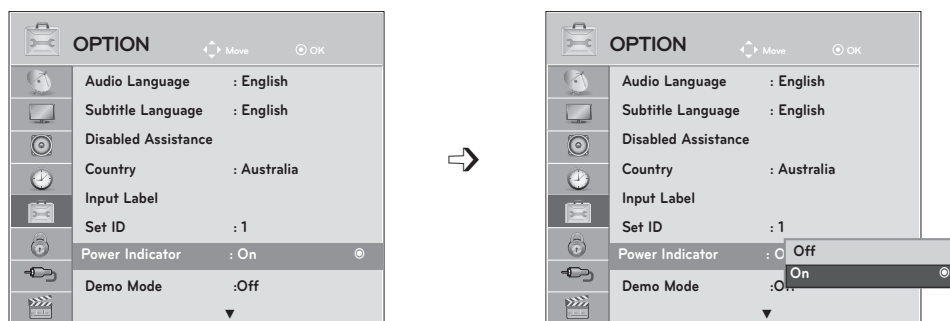 OPTION
Move
OK
Audio Language : English
Subtitle Language : English
Disabled Assistance
Country : Australia
Input Label
Set ID : 1
Power Indicator : On
Demo Mode :Off
OPTION
Move
OK
Audio Language : English
Subtitle Language : English
Disabled Assistance
Country : Australia
Input Label
Set ID : 1
Power Indicator : O
Off
On
Demo Mode :O